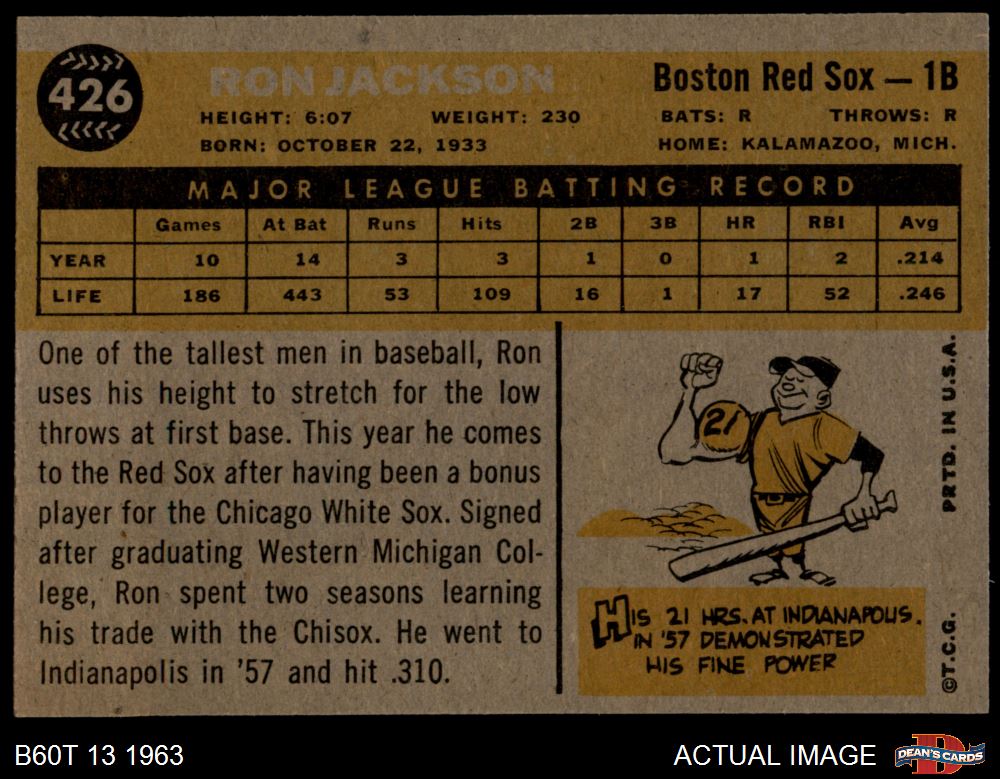 426
RON JACKSON
Boston Red Sox — 1B
HEIGHT: 6:07 WEIGHT: 230 BATS: R THROWS: R
BORN: OCTOBER 22, 1933 HOME: KALAMAZOO, MICH.
MAJOR LEAGUE BATTING RECORD
Games At Bat Runs Hits 2B 3B HR RBI Avg
YEAR 10 14 3 3 1 0 1 2 .214
LIFE 186 443 53 109 16 1 17 52 .246
One of the tallest men in baseball, Ron
uses his height to stretch for the low
throws at first base. This year he comes
to the Red Sox after having been a bonus
player for the Chicago White Sox. Signed
after graduating Western Michigan Col-
lege, Ron spent two seasons learning
his trade with the Chisox. He went to
Indianapolis in '57 and hit .310.
21
HIS 21 HRS. AT INDIANAPOLIS.
IN '57 DEMONSTRATED
HIS FINE POWER
©T.C.G. PRTD. IN U.S.A.
B60T 13 1963
ACTUAL IMAGE
DEAN'S CARDS